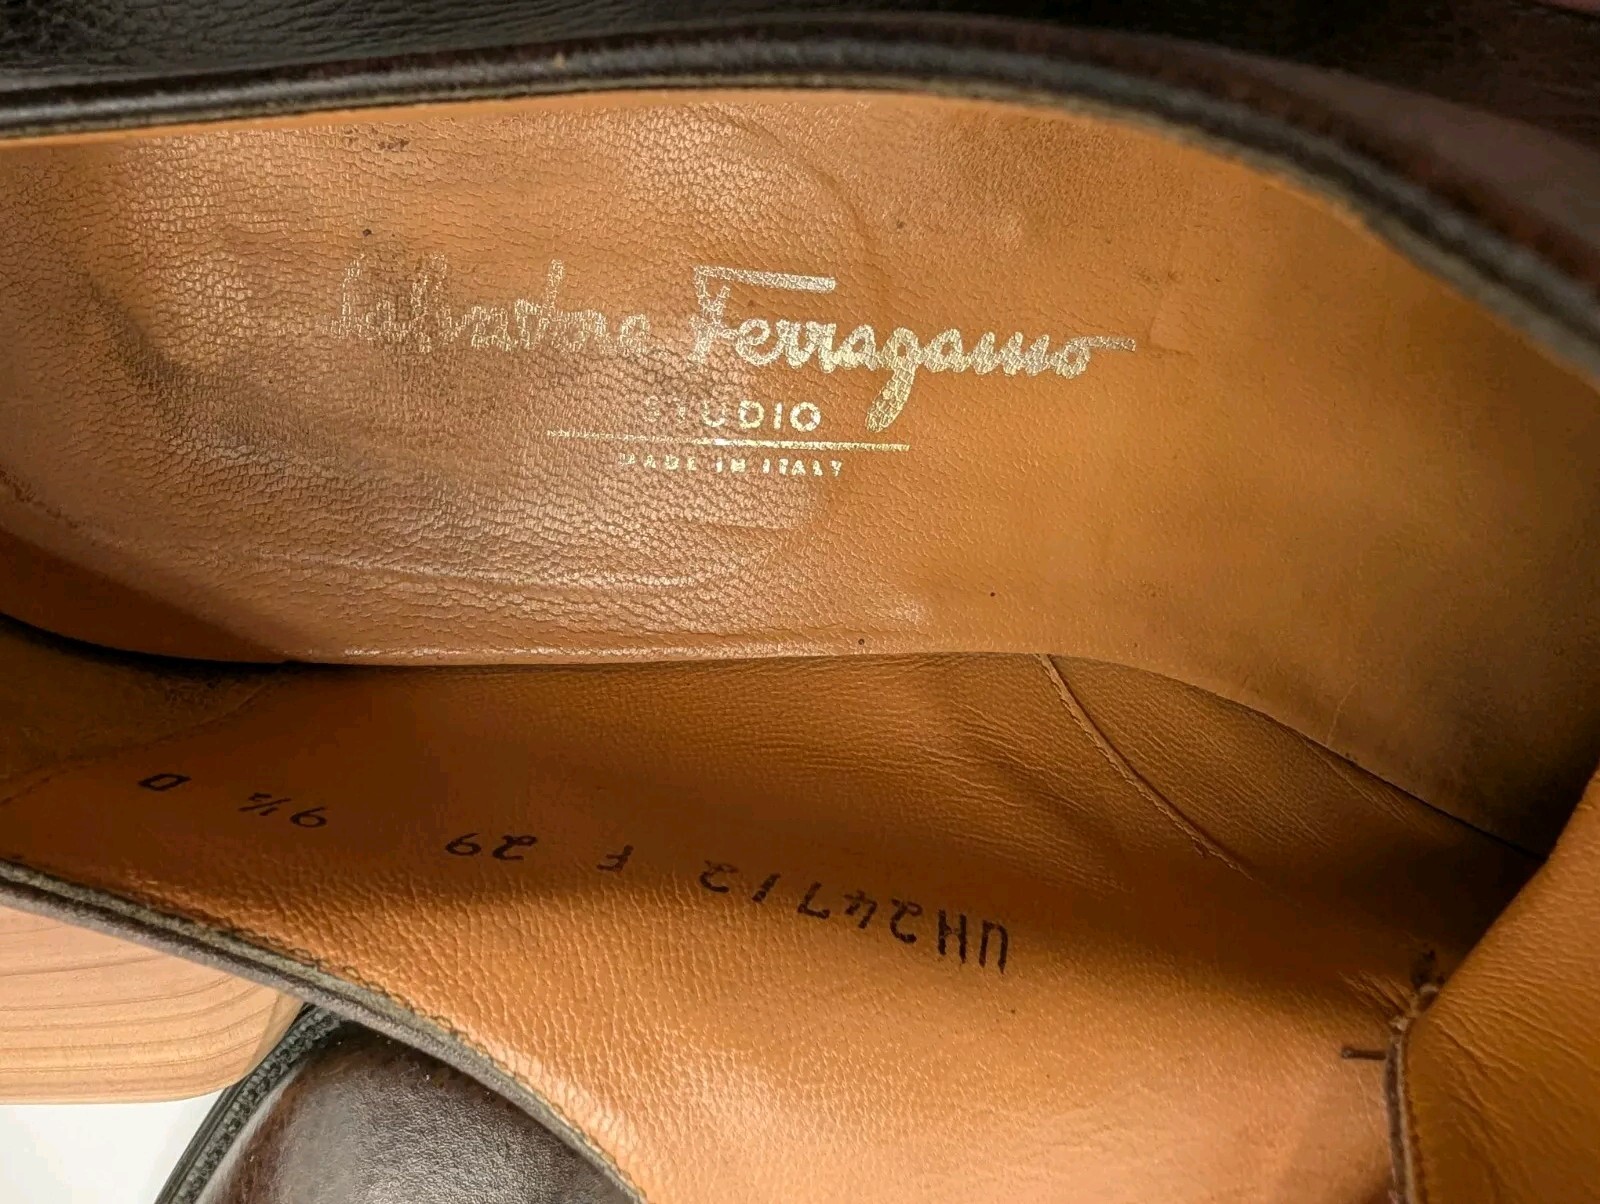 Salvatore Ferragamo
STUDIO
MADE IN ITALY
UH24712 F 29 9½ D